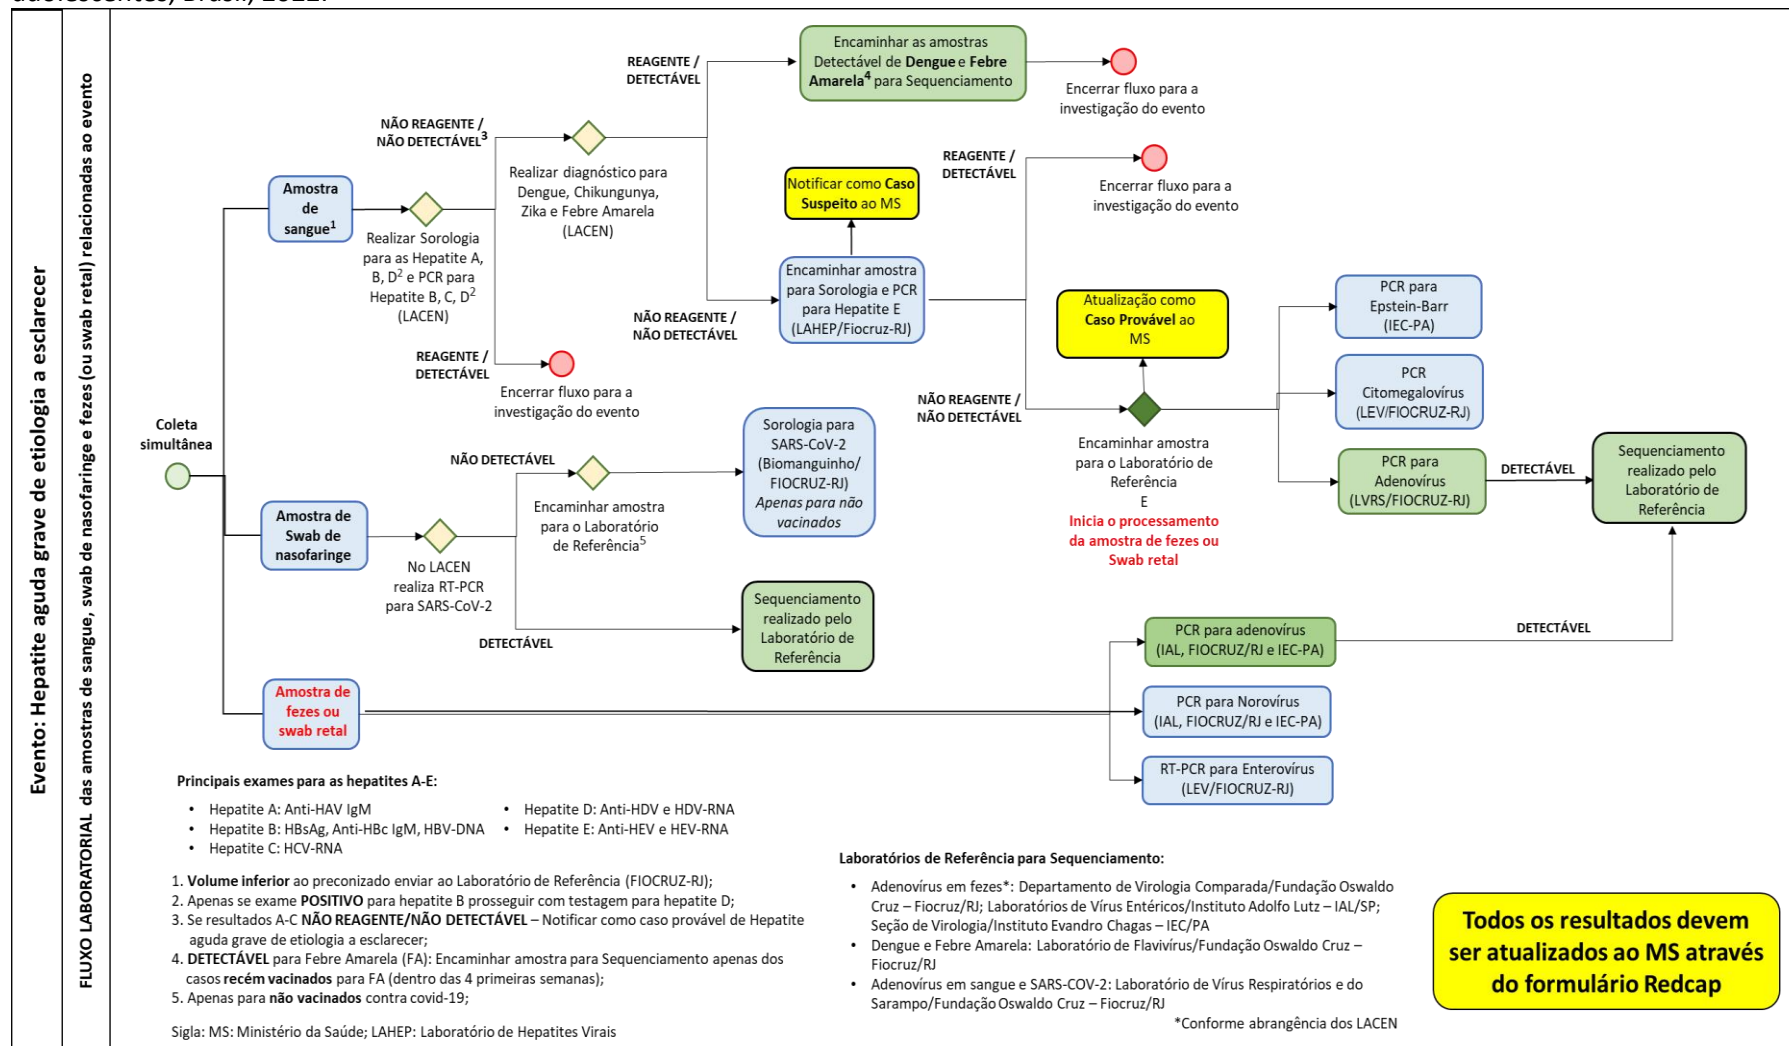 adolescentes, Brasil, 2022.
Evento: Hepatite aguda grave de etiologia a esclarecer
FLUXO LABORATORIAL das amostras de sangue, swab de nasofaringe e fezes (ou swab retal) relacionadas ao evento
Coleta
simultânea
Amostra
de
sangue1
Realizar Sorologia
para as Hepatite A,
B, D2 e PCR para
Hepatite B, C, D2
(LACEN)
NÃO REAGENTE /
NÃO DETECTÁVEL3
REAGENTE /
DETECTÁVEL
Encerrar fluxo para a
investigação do evento
Realizar diagnóstico para
Dengue, Chikungunya,
Zika e Febre Amarela
(LACEN)
REAGENTE /
DETECTÁVEL
Encaminhar as amostras
Detectável de Dengue e Febre
Amarela4 para Sequenciamento
Encerrar fluxo para a
investigação do evento
NÃO REAGENTE /
NÃO DETECTÁVEL
Notificar como Caso
Suspeito ao MS
Encaminhar amostra
para Sorologia e PCR
para Hepatite E
(LAHEP/Fiocruz-RJ)
REAGENTE /
DETECTÁVEL
Encerrar fluxo para a
investigação do evento
NÃO REAGENTE /
NÃO DETECTÁVEL
Atualização como
Caso Provável ao
MS
Encaminhar amostra
para o Laboratório de
Referência
E
Inicia o processamento
da amostra de fezes ou
Swab retal
PCR para
Epstein-Barr
(IEC-PA)
PCR
Citomegalovírus
(LEV/FIOCRUZ-RJ)
PCR para
Adenovírus
(LVRS/FIOCRUZ-RJ)
DETECTÁVEL
Sequenciamento
realizado pelo
Laboratório de
Referência
Amostra de
Swab de
nasofaringe
No LACEN
realiza RT-PCR
para SARS-CoV-2
NÃO DETECTÁVEL
Encaminhar amostra
para o Laboratório
de Referência5
Sorologia para
SARS-CoV-2
(Biomanguinho/
FIOCRUZ-RJ)
Apenas para não
vacinados
DETECTÁVEL
Sequenciamento
realizado pelo
Laboratório de
Referência
Amostra de
fezes ou
swab retal
PCR para adenovírus
(IAL, FIOCRUZ/RJ e IEC-PA)
DETECTÁVEL
PCR para Norovírus
(IAL, FIOCRUZ/RJ e IEC-PA)
RT-PCR para Enterovírus
(LEV/FIOCRUZ-RJ)
Principais exames para as hepatites A-E:
• Hepatite A: Anti-HAV IgM
• Hepatite B: HBsAg, Anti-HBc IgM, HBV-DNA
• Hepatite C: HCV-RNA
• Hepatite D: Anti-HDV e HDV-RNA
• Hepatite E: Anti-HEV e HEV-RNA
1. Volume inferior ao preconizado enviar ao Laboratório de Referência (FIOCRUZ-RJ);
2. Apenas se exame POSITIVO para hepatite B prosseguir com testagem para hepatite D;
3. Se resultados A-C NÃO REAGENTE/NÃO DETECTÁVEL – Notificar como caso provável de Hepatite
aguda grave de etiologia a esclarecer;
4. DETECTÁVEL para Febre Amarela (FA): Encaminhar amostra para Sequenciamento apenas dos
casos recém vacinados para FA (dentro das 4 primeiras semanas);
5. Apenas para não vacinados contra covid-19;
Sigla: MS: Ministério da Saúde; LAHEP: Laboratório de Hepatites Virais
Laboratórios de Referência para Sequenciamento:
• Adenovírus em fezes*: Departamento de Virologia Comparada/Fundação Oswaldo
Cruz – Fiocruz/RJ; Laboratórios de Vírus Entéricos/Instituto Adolfo Lutz – IAL/SP;
Seção de Virologia/Instituto Evandro Chagas – IEC/PA
• Dengue e Febre Amarela: Laboratório de Flavivírus/Fundação Oswaldo Cruz –
Fiocruz/RJ
• Adenovírus em sangue e SARS-COV-2: Laboratório de Vírus Respiratórios e do
Sarampo/Fundação Oswaldo Cruz – Fiocruz/RJ
*Conforme abrangência dos LACEN
Todos os resultados devem
ser atualizados ao MS através
do formulário Redcap